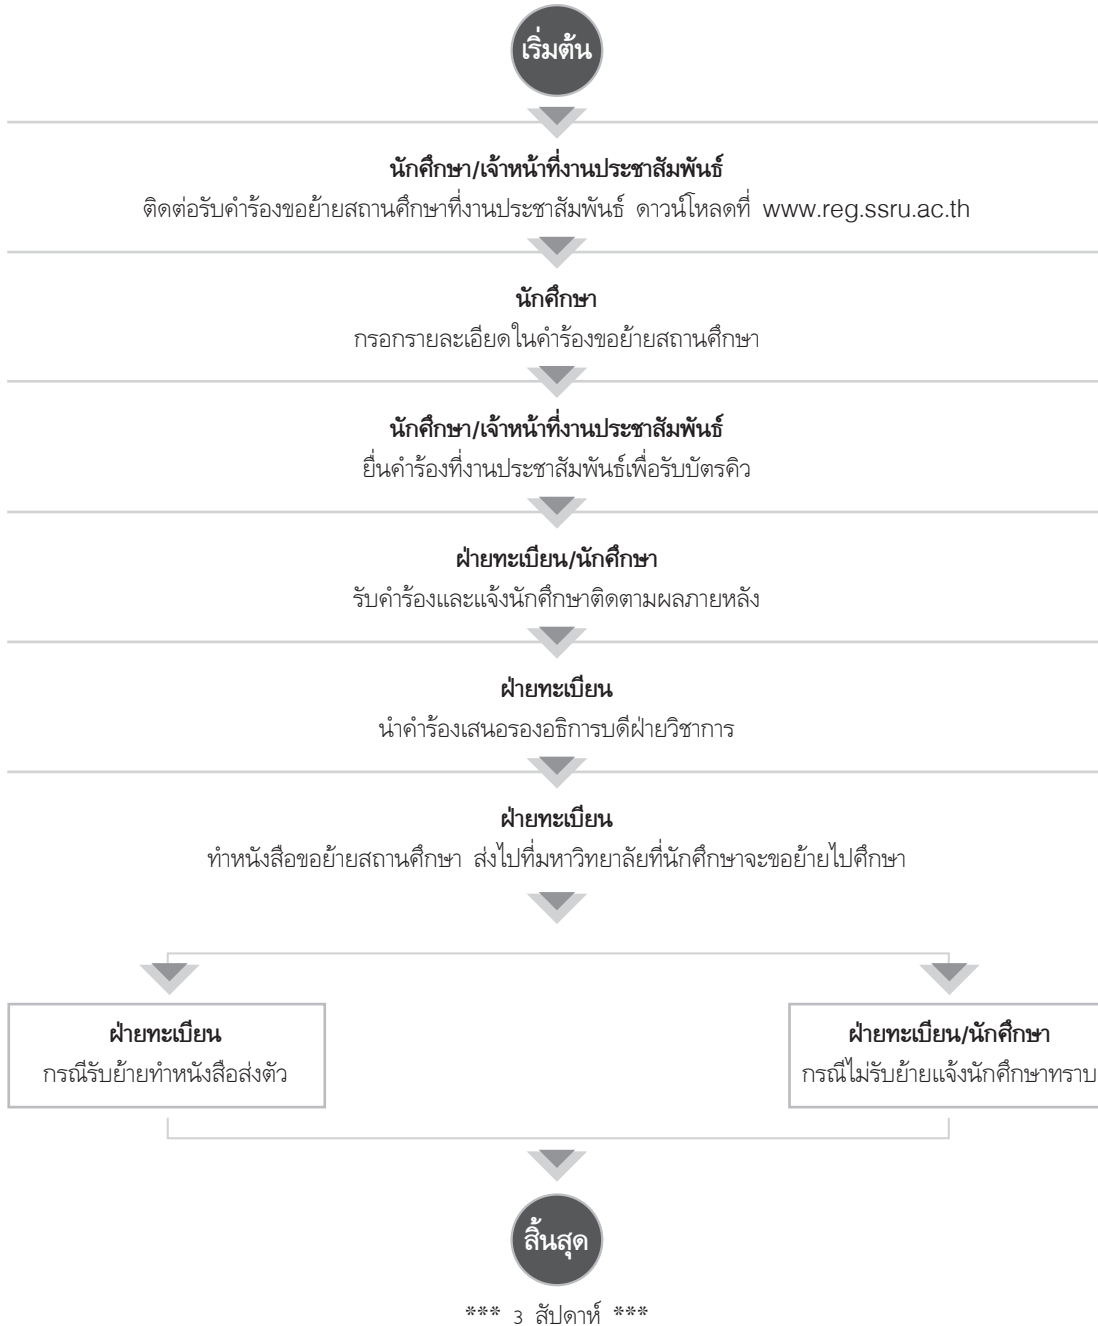 เริ่มต้น
นักศึกษา/เจ้าหน้าที่งานประชาสัมพันธ์
ติดต่อรับคำร้องขอย้ายสถานศึกษาที่งานประชาสัมพันธ์ ดาวน์โหลดที่ www.reg.ssru.ac.th
นักศึกษา
กรอกรายละเอียดในคำร้องขอย้ายสถานศึกษา
นักศึกษา/เจ้าหน้าที่งานประชาสัมพันธ์
ยื่นคำร้องที่งานประชาสัมพันธ์เพื่อรับบัตรคิว
ฝ่ายทะเบียน/นักศึกษา
รับคำร้องและแจ้งนักศึกษาติดตามผลภายหลัง
ฝ่ายทะเบียน
นำคำร้องเสนอรองอธิการบดีฝ่ายวิชาการ
ฝ่ายทะเบียน
ทำหนังสือขอย้ายสถานศึกษา ส่งไปที่มหาวิทยาลัยที่นักศึกษาจะขอย้ายไปศึกษา
ฝ่ายทะเบียน
กรณีรับย้ายทำหนังสือส่งตัว
ฝ่ายทะเบียน/นักศึกษา
กรณีไม่รับย้ายแจ้งนักศึกษาทราบ
สิ้นสุด
*** 3 สัปดาห์ ***